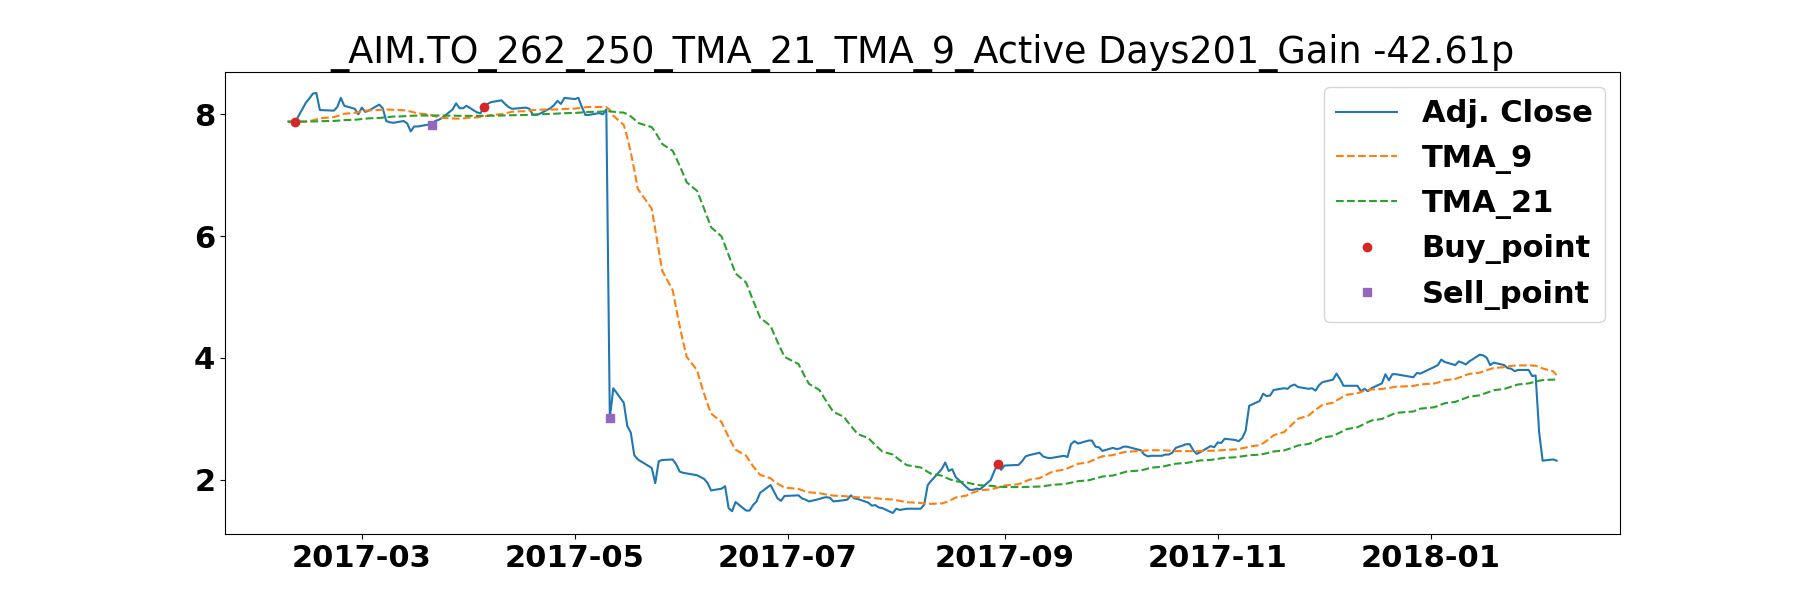 _AIM.TO_262_250_TMA_21_TMA_9_Active Days201_Gain -42.61p
8
6
4
2
Adj. Close
TMA_9
TMA_21
Buy_point
Sell_point
2017-03 2017-05 2017-07 2017-09 2017-11 2018-01